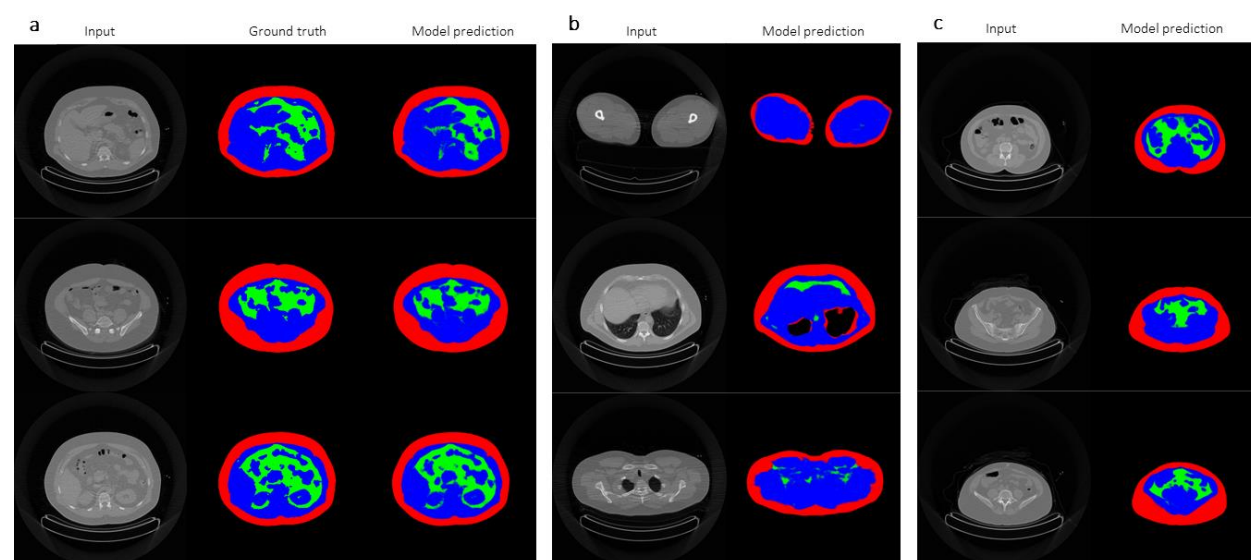 a
Input Ground truth Model prediction
b
Input Model prediction
c
Input Model prediction